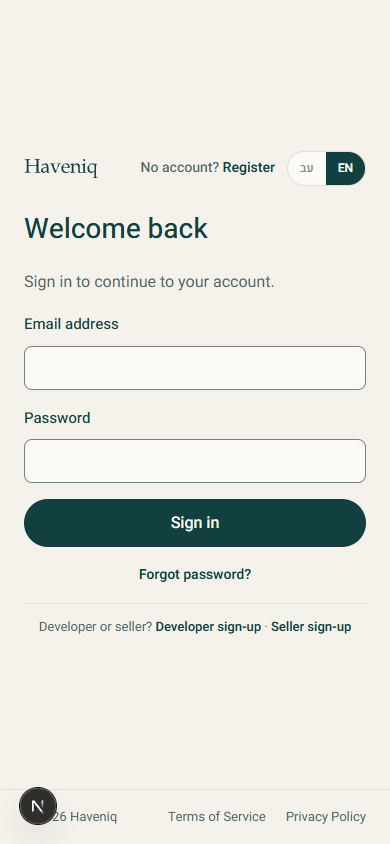 Haveniq
No account? Register
עב
EN
Welcome back
Sign in to continue to your account.
Email address
Password
Sign in
Forgot password?
Developer or seller? Developer sign-up · Seller sign-up
N
26 Haveniq
Terms of Service
Privacy Policy